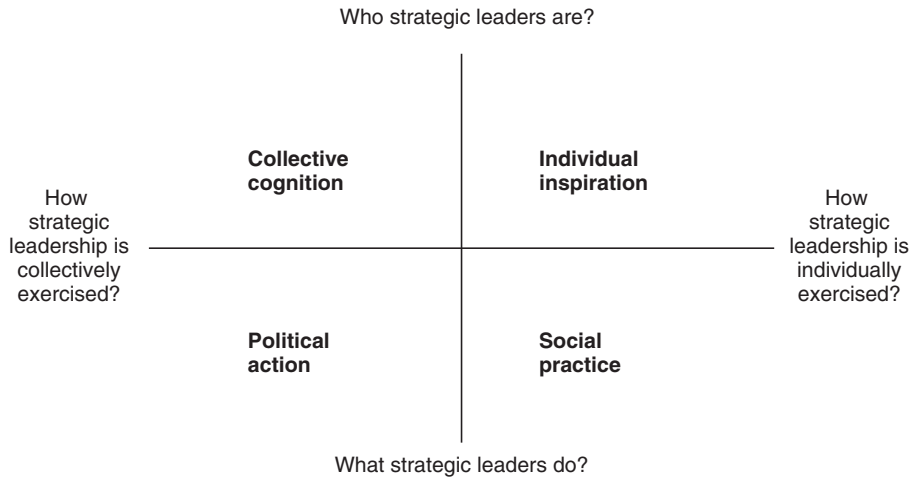 Who strategic leaders are?
Collective
cognition
Individual
inspiration
How
strategic
leadership is
collectively
exercised?
How
strategic
leadership is
individually
exercised?
Political
action
Social
practice
What strategic leaders do?